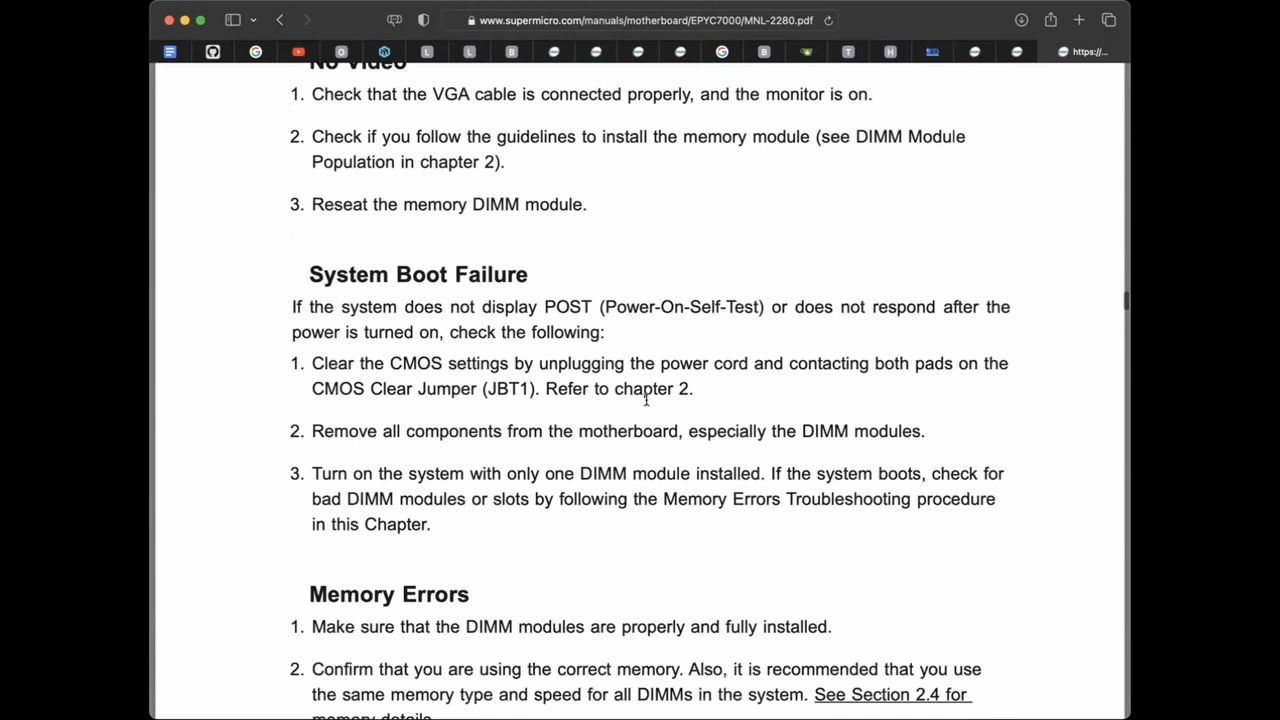 www.supermicro.com/manuals/motherboard/EPYC7000/MNL-2280.pdf
https://...
No Video
1. Check that the VGA cable is connected properly, and the monitor is on.
2. Check if you follow the guidelines to install the memory module (see DIMM Module
Population in chapter 2).
3. Reseat the memory DIMM module.
System Boot Failure
If the system does not display POST (Power-On-Self-Test) or does not respond after the
power is turned on, check the following:
1. Clear the CMOS settings by unplugging the power cord and contacting both pads on the
CMOS Clear Jumper (JBT1). Refer to chapter 2.
2. Remove all components from the motherboard, especially the DIMM modules.
3. Turn on the system with only one DIMM module installed. If the system boots, check for
bad DIMM modules or slots by following the Memory Errors Troubleshooting procedure
in this Chapter.
Memory Errors
1. Make sure that the DIMM modules are properly and fully installed.
2. Confirm that you are using the correct memory. Also, it is recommended that you use
the same memory type and speed for all DIMMs in the system. See Section 2.4 for
memory details.